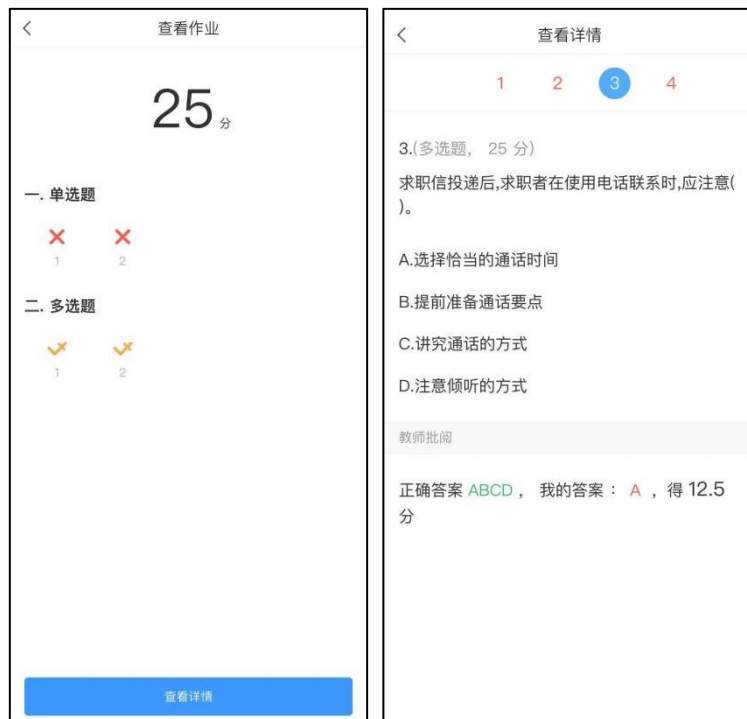 查看作业
25 分
一. 单选题
1 2
二. 多选题
1 2
查看详情
查看详情
1 2 3 4
3.(多选题， 25 分)
求职信投递后,求职者在使用电话联系时,应注意(
)。
A.选择恰当的通话时间
B.提前准备通话要点
C.讲究通话的方式
D.注意倾听的方式
教师批阅
正确答案 ABCD ， 我的答案： A ，得 12.5
分